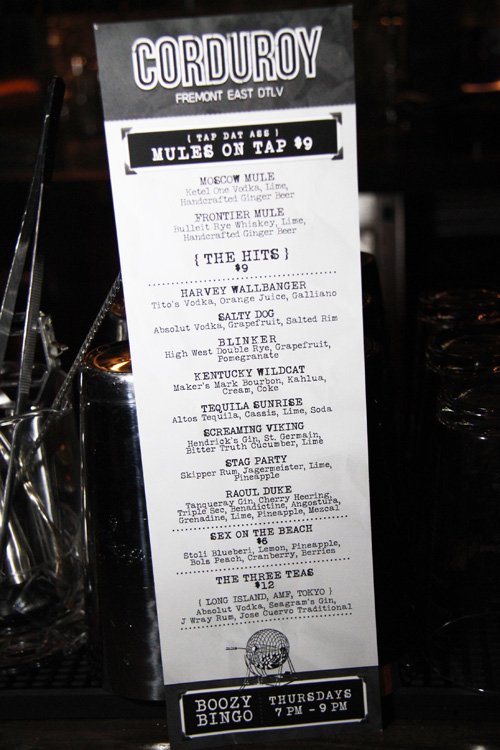 CORDUROY
FREMONT EAST DTLV
{ TAP DAT ASS }
MULES ON TAP $9
MOSCOW MULE
Ketel One Vodka, Lime,
Handcrafted Ginger Beer
FRONTIER MULE
Bulleit Rye Whiskey, Lime,
Handcrafted Ginger Beer
{ THE HITS }
$9
HARVEY WALLBANGER
Tito's Vodka, Orange Juice, Galliano
SALTY DOG
Absolut Vodka, Grapefruit, Salted Rim
BLINKER
High West Double Rye, Grapefruit,
Pomegranate
KENTUCKY WILDCAT
Maker's Mark Bourbon, Kahlua,
Cream, Coke
TEQUILA SUNRISE
Altos Tequila, Cassis, Lime, Soda
SCREAMING VIKING
Hendrick's Gin, St. Germain,
Bitter Truth Cucumber, Lime
STAG PARTY
Skipper Rum, Jagermeister, Lime,
Pineapple
RAOUL DUKE
Tanqueray Gin, Cherry Heering,
Triple Sec, Benadictine, Angostura,
Grenadine, Lime, Pineapple, Mezcal
SEX ON THE BEACH
$6
Stoli Blueberi, Lemon, Pineapple,
Bols Peach, Cranberry, Berries
THE THREE TEAS
$12
{ LONG ISLAND, AMF, TOKYO }
Absolut Vodka, Seagram's Gin,
J Wray Rum, Jose Cuervo Traditional
BOOZY
BINGO
THURSDAYS
7 PM - 9 PM